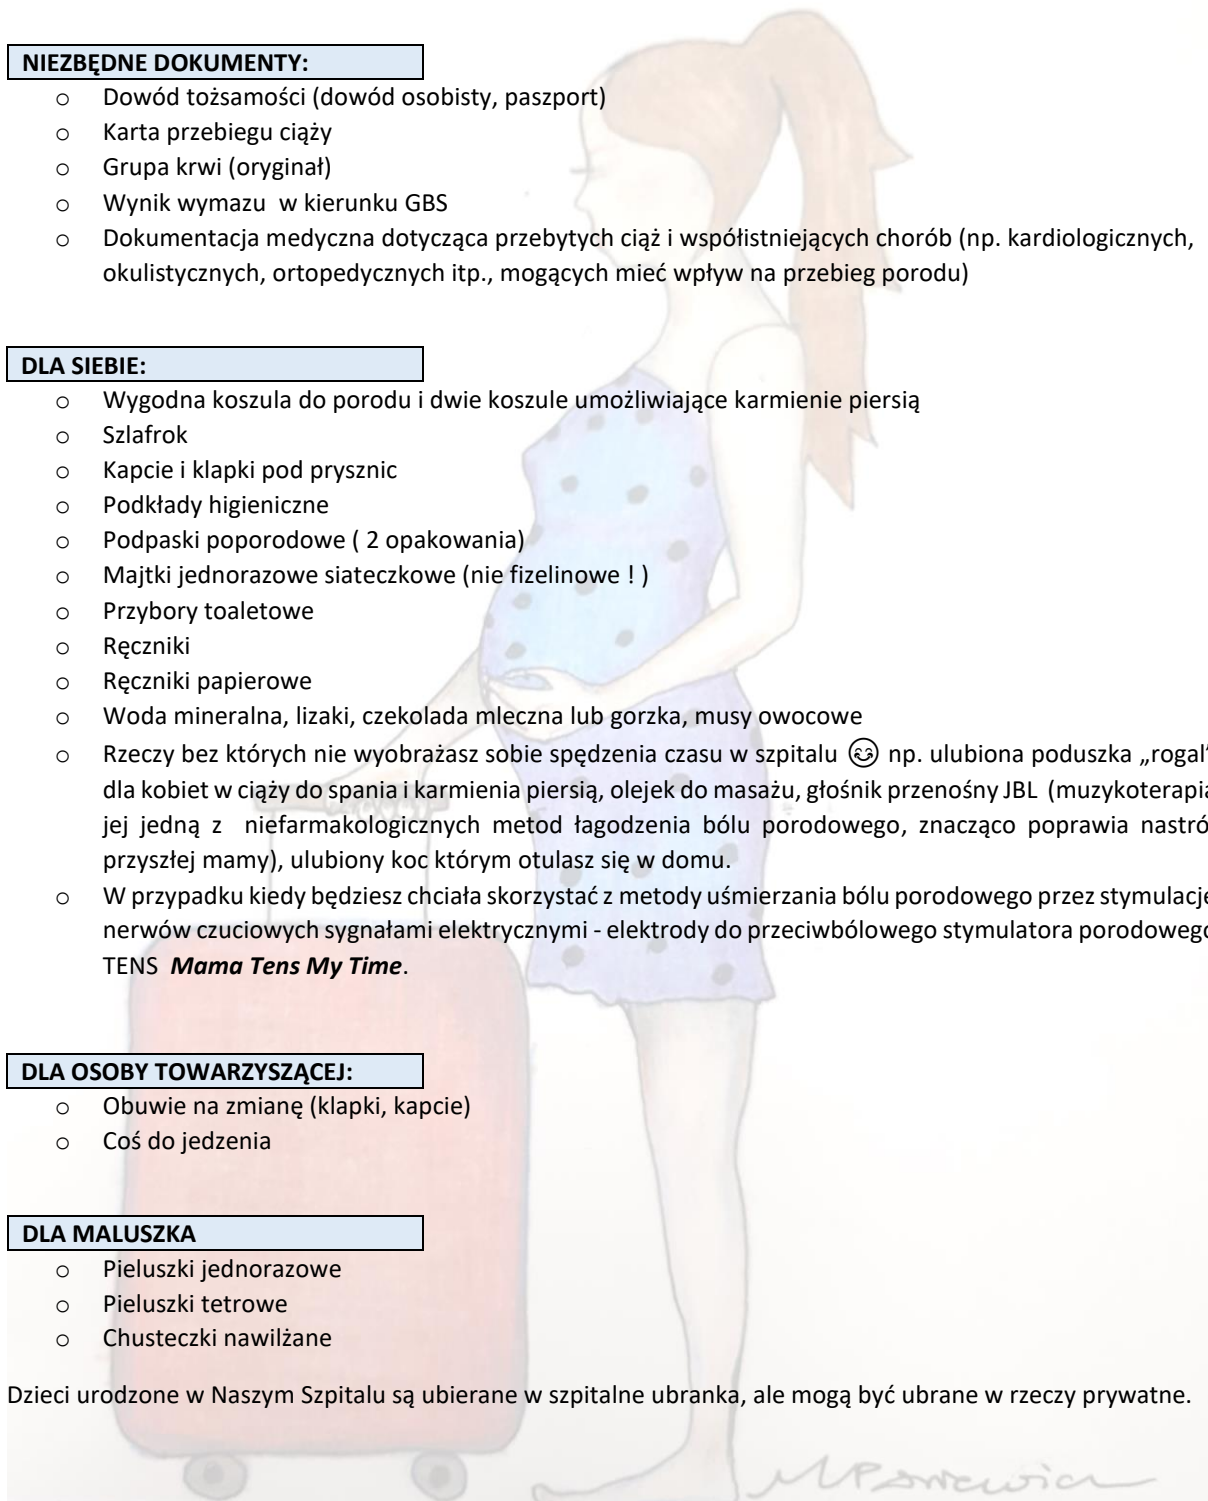 NIEZBĘDNE DOKUMENTY:
o Dowód tożsamości (dowód osobisty, paszport)
o Karta przebiegu ciąży
o Grupa krwi (oryginał)
o Wynik wymazu w kierunku GBS
o Dokumentacja medyczna dotycząca przebytych ciąż i współistniejących chorób (np. kardiologicznych,
okulistycznych, ortopedycznych itp., mogących mieć wpływ na przebieg porodu)
DLA SIEBIE:
o Wygodna koszula do porodu i dwie koszule umożliwiające karmienie piersią
o Szlafrok
o Kapcie i klapki pod prysznic
o Podkłady higieniczne
o Podpaski poporodowe ( 2 opakowania)
o Majtki jednorazowe siateczkowe (nie fizelinowe ! )
o Przybory toaletowe
o Ręczniki
o Ręczniki papierowe
o Woda mineralna, lizaki, czekolada mleczna lub gorzka, musy owocowe
o Rzeczy bez których nie wyobrażasz sobie spędzenia czasu w szpitalu 😊 np. ulubiona poduszka „rogal”
dla kobiet w ciąży do spania i karmienia piersią, olejek do masażu, głośnik przenośny JBL (muzykoterapia
jej jedną z niefarmakologicznych metod łagodzenia bólu porodowego, znacząco poprawia nastró
przyszłej mamy), ulubiony koc którym otulasz się w domu.
o W przypadku kiedy będziesz chciała skorzystać z metody uśmierzania bólu porodowego przez stymulację
nerwów czuciowych sygnałami elektrycznymi - elektrody do przeciwbólowego stymulatora porodowego
TENS Mama Tens My Time.
DLA OSOBY TOWARZYSZĄCEJ:
o Obuwie na zmianę (klapki, kapcie)
o Coś do jedzenia
DLA MALUSZKA
o Pieluszki jednorazowe
o Pieluszki tetrowe
o Chusteczki nawilżane
Dzieci urodzone w Naszym Szpitalu są ubierane w szpitalne ubranka, ale mogą być ubrane w rzeczy prywatne.